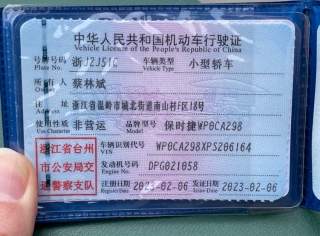 中华人民共和国机动车行驶证
Vehicle License of the People's Republic of China
号牌号码 浙J2J51C 车辆类型 小型轿车
Plate No. Vehicle Type
所有人 蔡林斌
Owner
住址 浙江省温岭市城北街道南山村F区18号
Address
使用性质 非营运 品牌型号 保时捷WP0CA298
Use Character Model
浙江省台州 车辆识别代号 WP0CA298XPS206164
VIN
市公安局交 发动机号码 DPG021058
Engine No.
通警察支队 注册日期 2023-02-06 发证日期 2023-02-06
Register Date Issue Date